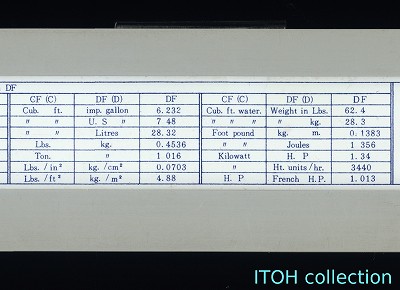 DF
CF (C) DF (D) DF CF (C) DF (D) DF
Cub. ft. imp. gallon 6.232 Cub. ft. water. Weight in Lbs. 62.4
〃 〃 U. S 〃 7 48 〃 〃 〃 〃 kg. 28.3
〃 〃 Litres 28.32 Foot pound kg. m. 0.1383
Lbs. kg. 0.4536 〃 〃 Joules 1 356
Ton. 〃 1 016 Kilowatt H. P 1.34
Lbs. / in² kg. / cm² 0.0703 〃 Ht. units / hr. 3440
Lbs. / ft² kg. / m² 4.88 H. P French H. P. 1.013
ITOH collection